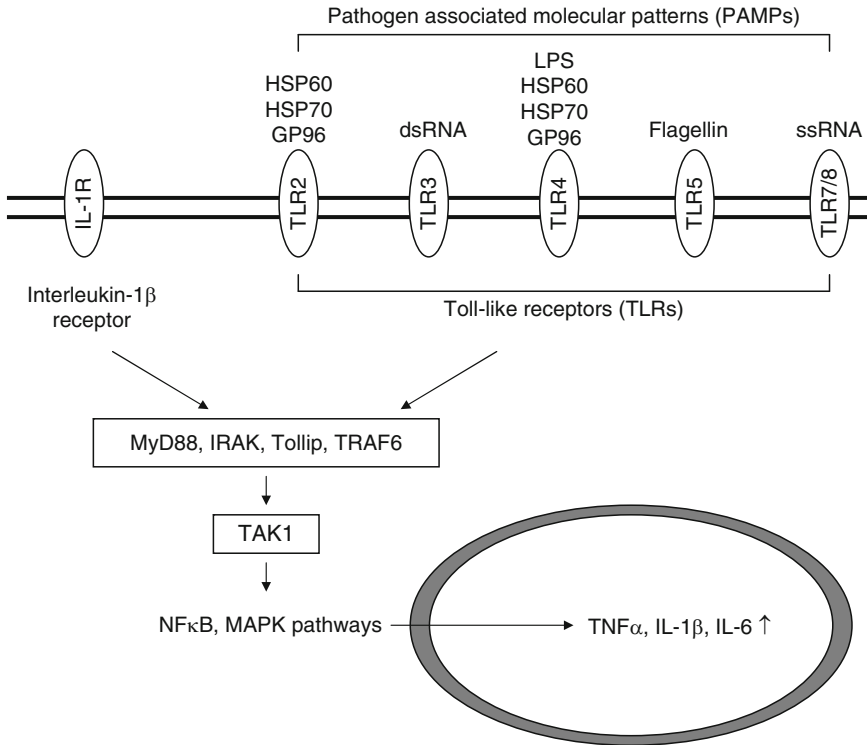 Pathogen associated molecular patterns (PAMPs)
HSP60
HSP70
GP96
dsRNA
LPS
HSP60
HSP70
GP96
Flagellin
ssRNA
IL-1R
TLR2
TLR3
TLR4
TLR5
TLR7/8
Interleukin-1β
receptor
Toll-like receptors (TLRs)
MyD88, IRAK, Tollip, TRAF6
TAK1
NFκB, MAPK pathways
TNFα, IL-1β, IL-6 ↑